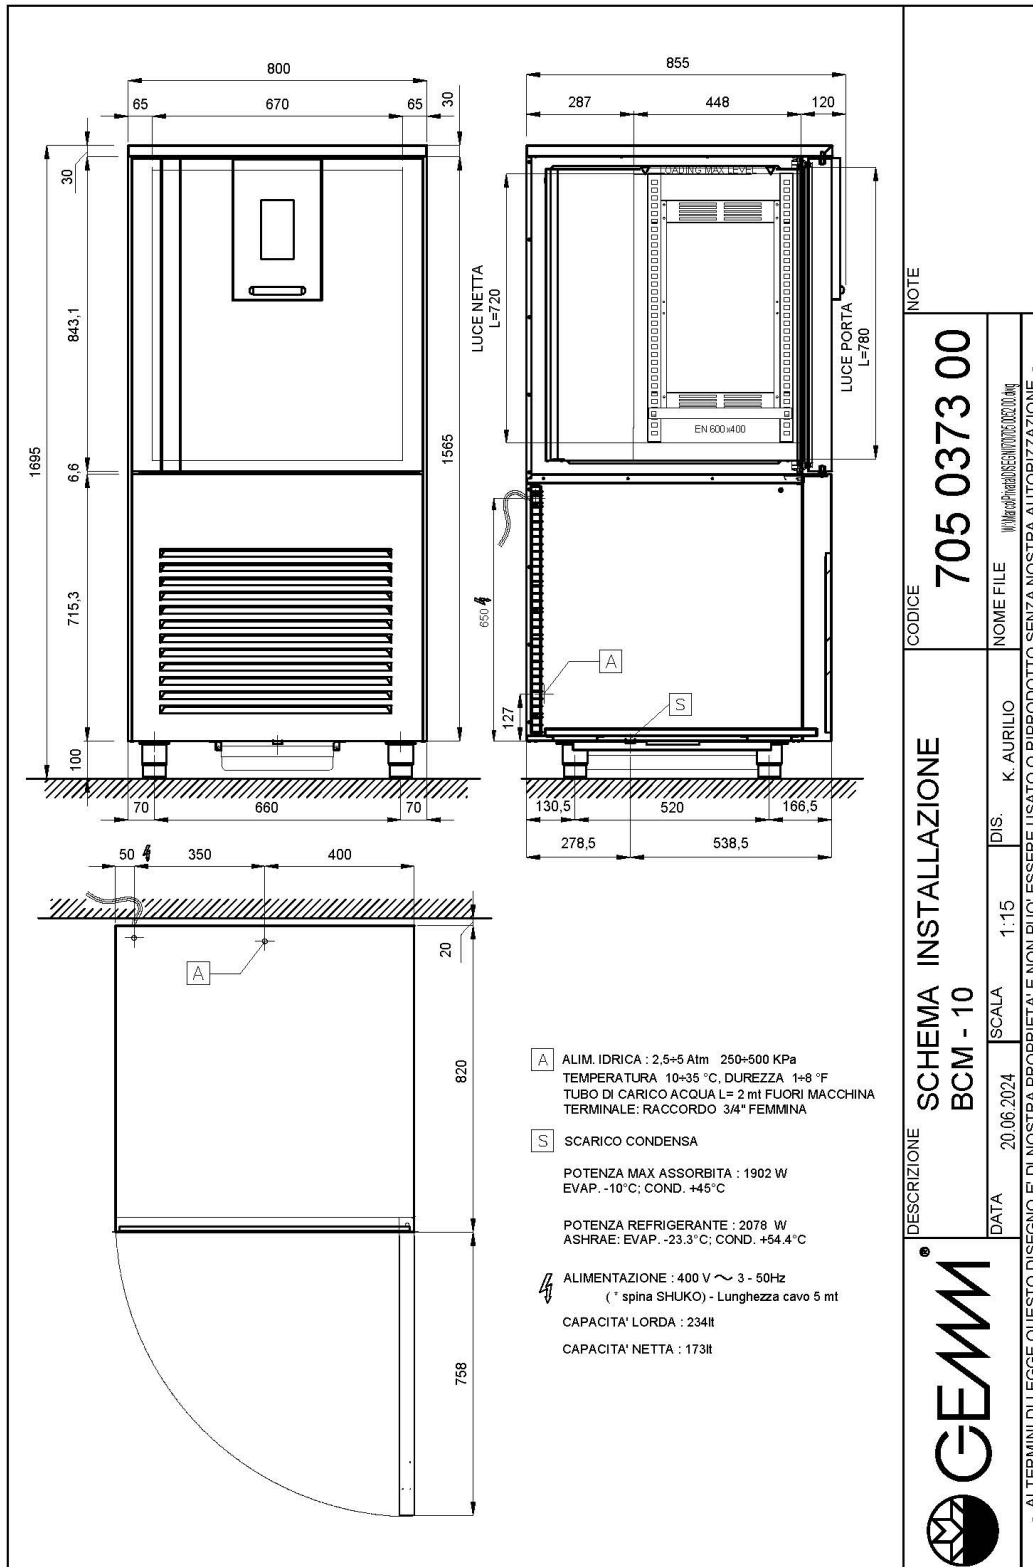 800
65
670
65
30
30
843,1
1695
6,6
1565
715,3
100
70
660
70
855
287
448
120
LOADING MAX LEVEL
LUCE NETTA
L=720
LUCE PORTA
L=780
EN 600x400
650
A
S
127
130,5
520
166,5
278,5
538,5
50
350
400
A
20
820
758
A ALIM. IDRICA : 2,5÷5 Atm 250÷500 KPa
TEMPERATURA 10÷35 °C, DUREZZA 1÷8 °F
TUBO DI CARICO ACQUA L= 2 mt FUORI MACCHINA
TERMINALE: RACCORDO 3/4" FEMMINA
S SCARICO CONDENSA
POTENZA MAX ASSORBITA : 1902 W
EVAP. -10°C; COND. +45°C
POTENZA REFRIGERANTE : 2078 W
ASHRAE: EVAP. -23.3°C; COND. +54.4°C
ALIMENTAZIONE : 400 V ~ 3 - 50Hz
( * spina SHUKO) - Lunghezza cavo 5 mt
CAPACITA' LORDA : 234lt
CAPACITA' NETTA : 173lt
NOTE
CODICE
705 0373 00
NOME FILE
DESCRIZIONE
SCHEMA INSTALLAZIONE
BCM - 10
DATA 20.06.2024
SCALA 1:15
DIS. K. AURILIO
GEMM ®
AI TERMINI DI LEGGE QUESTO DISEGNO E' DI NOSTRA PROPRIETA' E NON PUO' ESSERE USATO O RIPRODOTTO SENZA NOSTRA AUTORIZZAZIONE